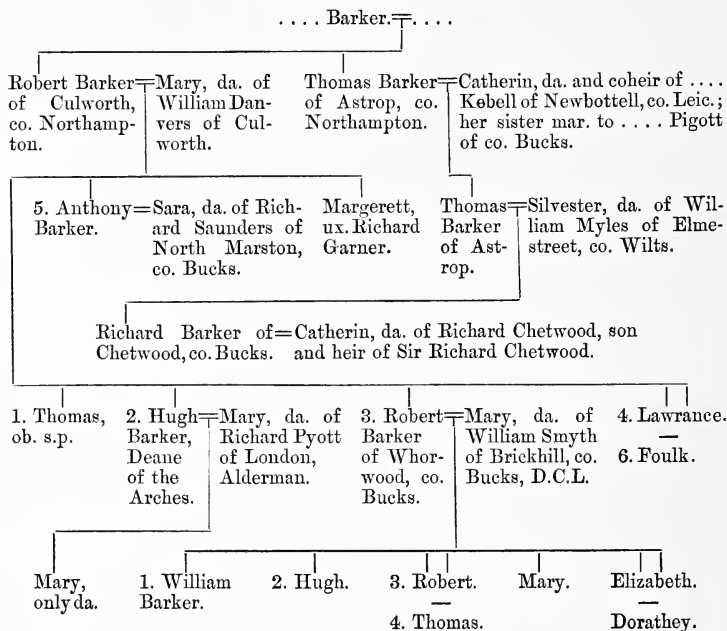 . . . . Barker. . . . .
Robert Barker
of Culworth,
co. Northamp-
ton.
Mary, da. of
William Dan-
vers of Cul-
worth.
Thomas Barker
of Astrop, co.
Northampton.
Catherin, da. and coheir of . . . .
Kebell of Newbottell, co. Leic.;
her sister mar. to . . . . Pigott
of co. Bucks.
5. Anthony
Barker.
Sara, da. of Rich-
ard Saunders of
North Marston,
co. Bucks.
Margerett,
ux. Richard
Garner.
Thomas
Barker
of Ast-
rop.
Silvester, da. of Wil-
liam Myles of Elme-
street, co. Wilts.
Richard Barker of
Chetwood, co. Bucks.
Catherin, da. of Richard Chetwood, son
and heir of Sir Richard Chetwood.
1. Thomas,
ob. s.p.
2. Hugh
Barker,
Deane
of the
Arches.
Mary, da. of
Richard Pyott
of London,
Alderman.
3. Robert
Barker
of Whor-
wood, co.
Bucks.
Mary, da. of
William Smyth
of Brickhill, co.
Bucks, D.C.L.
4. Lawrance.
—
6. Foulk.
Mary,
only da.
1. William
Barker.
2. Hugh.
3. Robert.
—
4. Thomas.
Mary.
Elizabeth.
—
Dorathey.